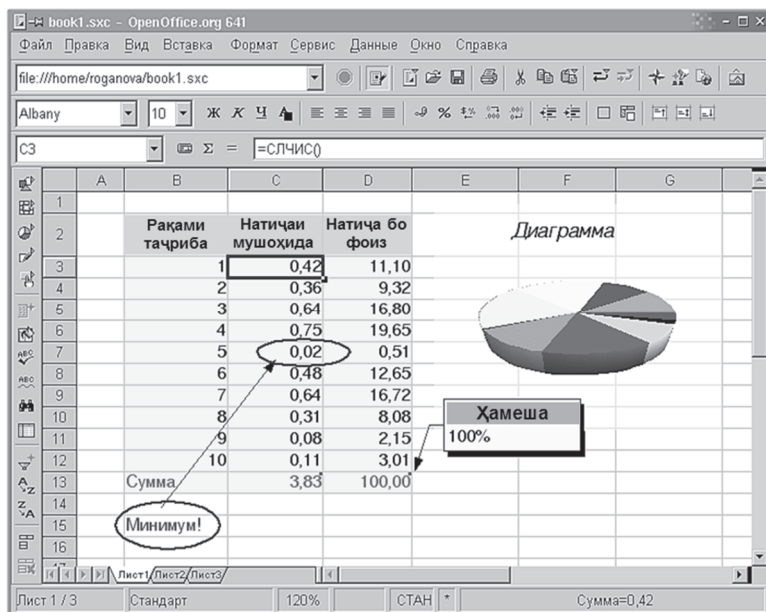 book1.sxc - OpenOffice.org 641
Файл Правка Вид Вставка Формат Сервис Данные Окно Справка
file:///home/roganova/book1.sxc
Albany 10 Ж К Ч A %
C3 Σ = =СЛЧИС()
A B C D E F G
1
2 Рақами таҷриба Натиҷаи мушоҳида Натиҷа бо фоиз Диаграмма
3 1 0,42 11,10
4 2 0,36 9,32
5 3 0,64 16,80
6 4 0,75 19,65
7 5 0,02 0,51
8 6 0,48 12,65
9 7 0,64 16,72
10 8 0,31 8,08
Ҳамеша
11 9 0,08 2,15 100%
12 10 0,11 3,01
13 Сумма 3,83 100,00
14
15 Минимум!
16
Лист1 Лист2 Лист3
Лист 1 / 3 Стандарт 120% СТАН * Сумма=0,42